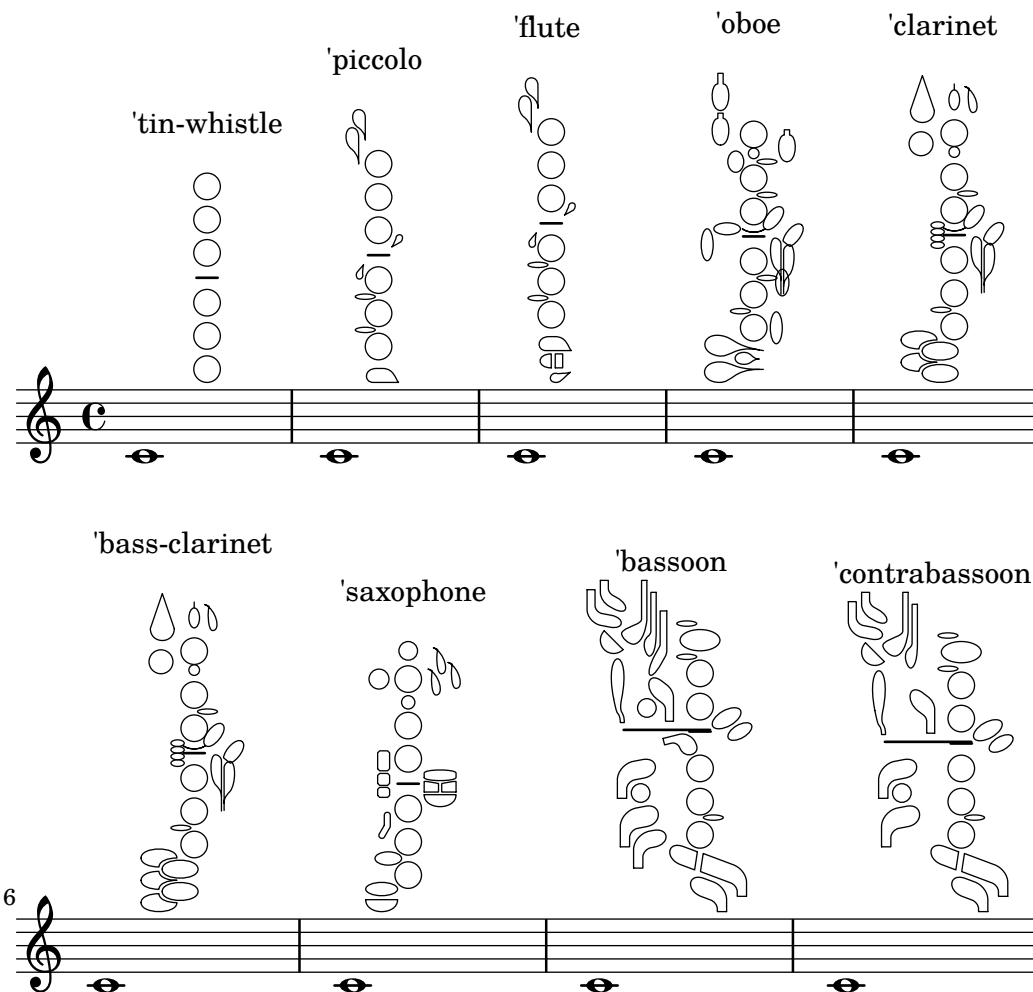 'tin-whistle
'piccolo
'flute
'oboe
'clarinet
'bass-clarinet
'saxophone
'bassoon
'contrabassoon
6